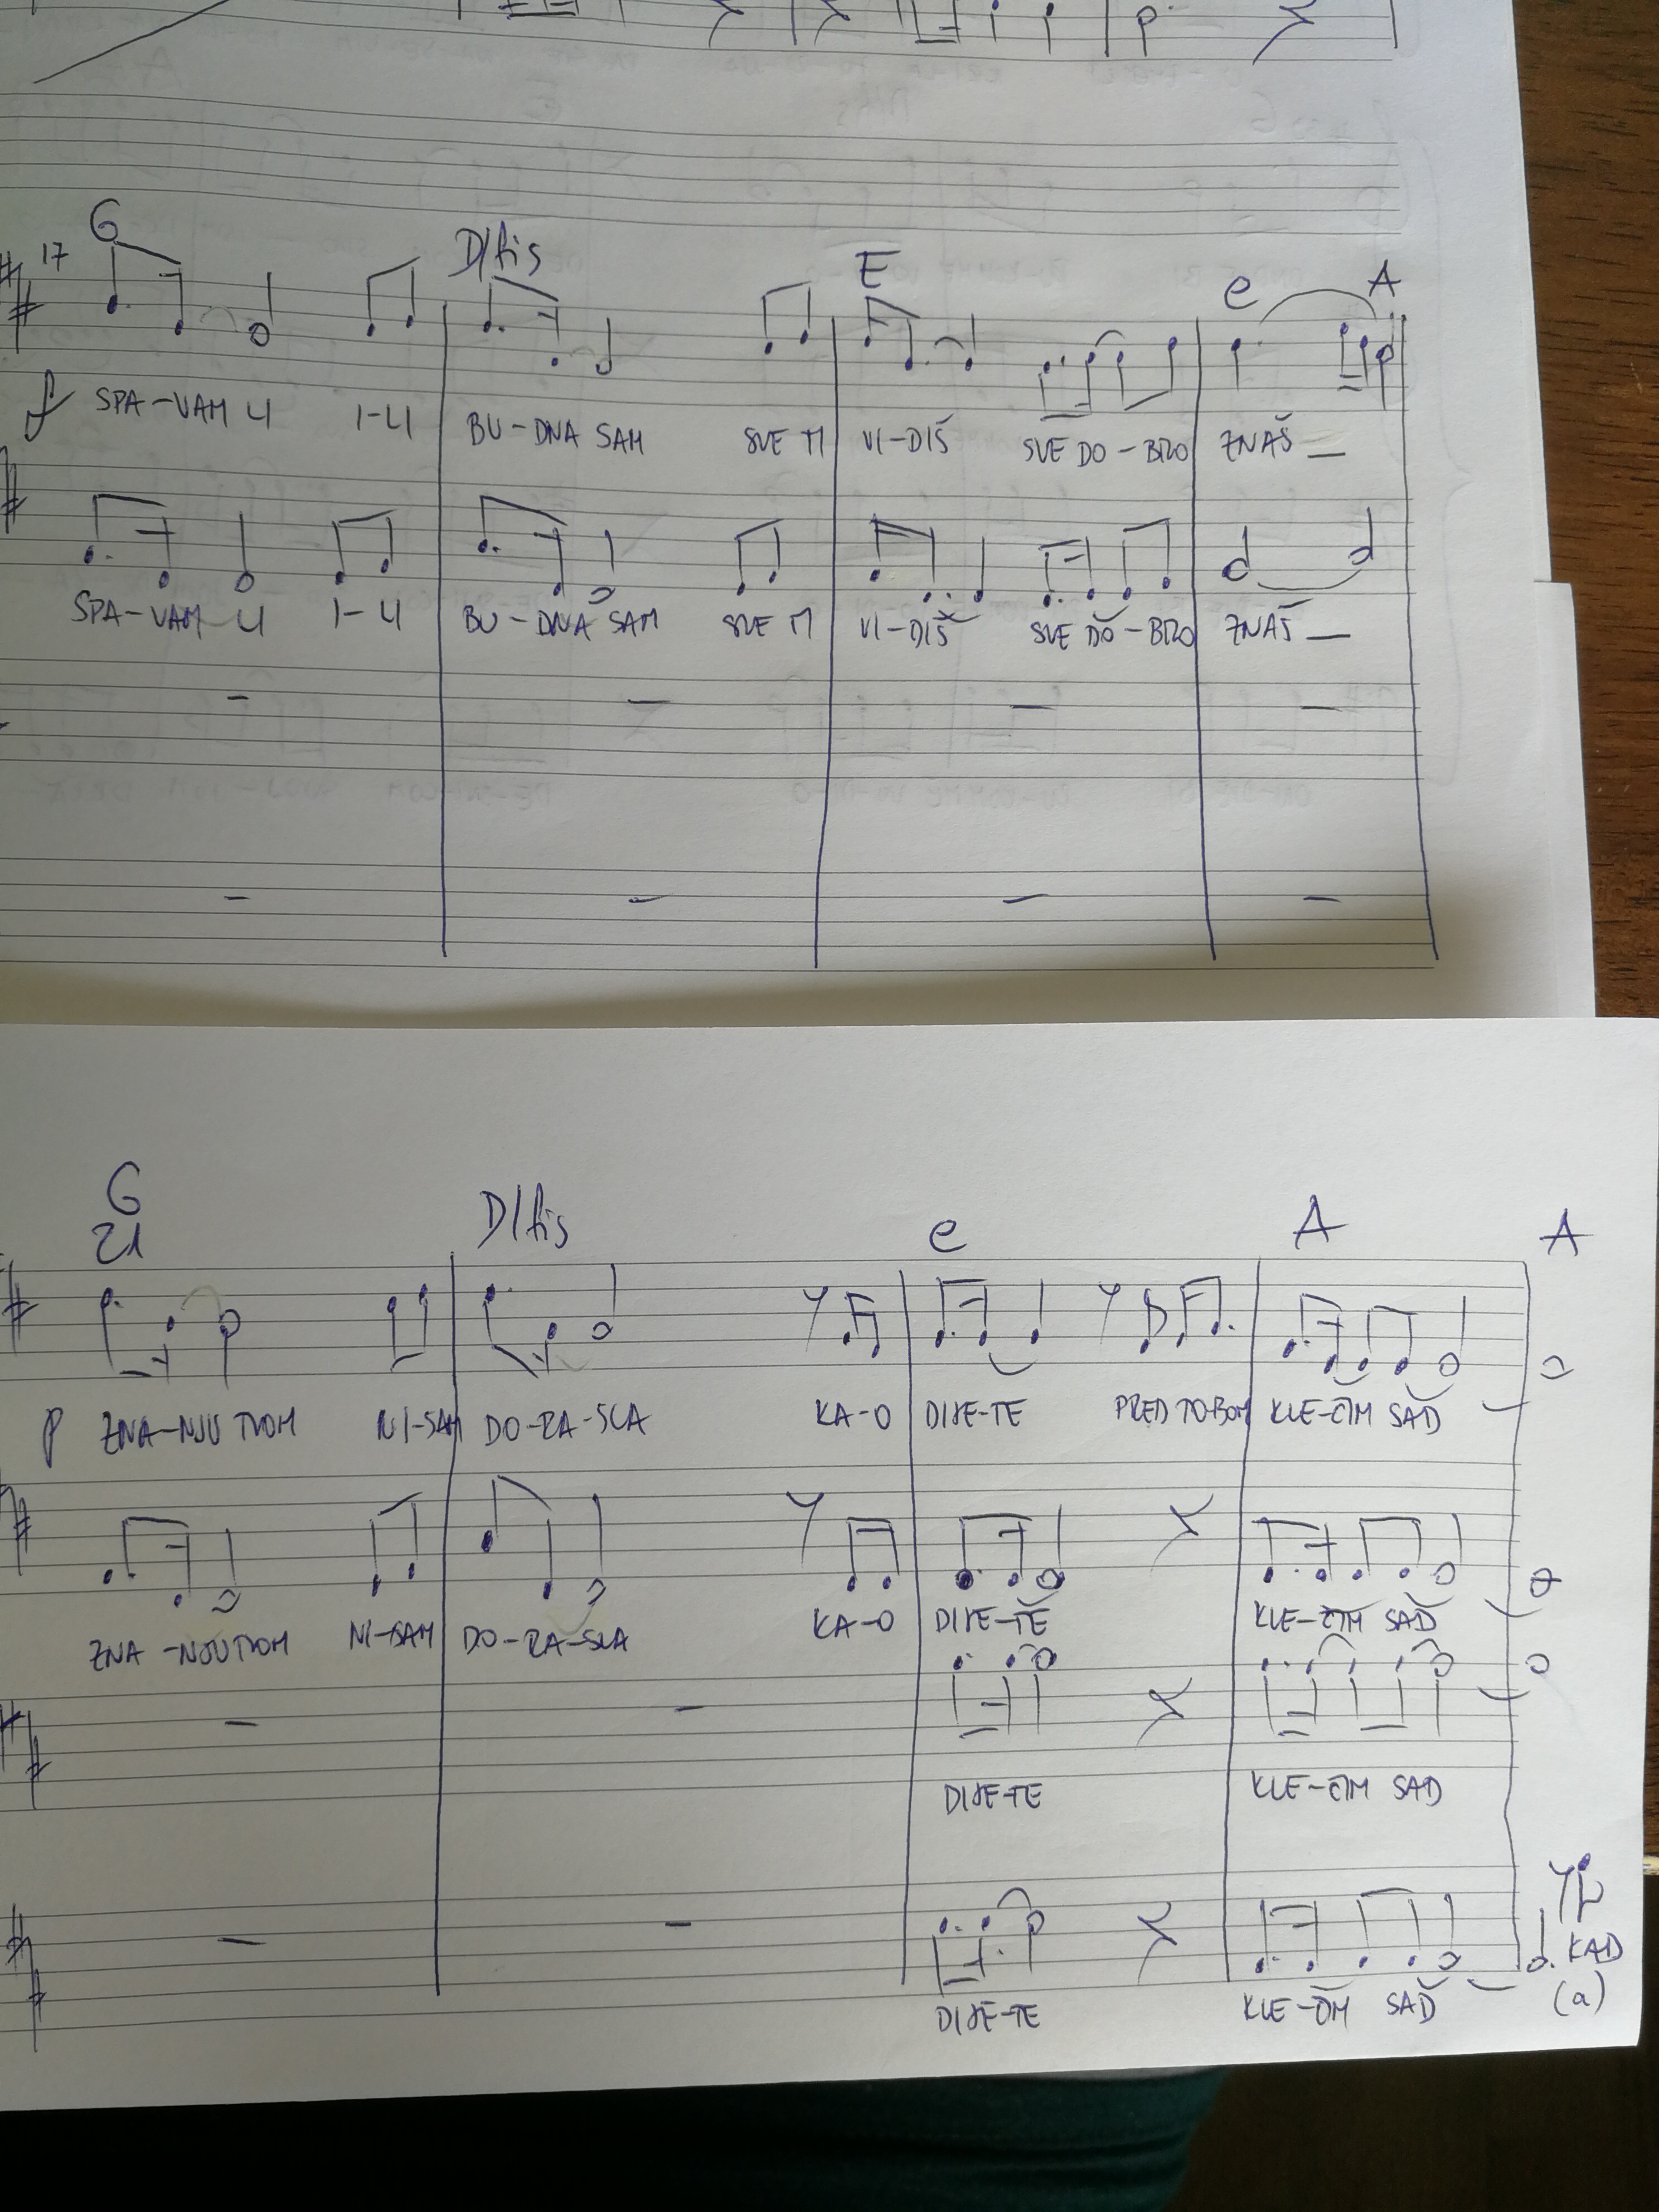 G D/fis E e A
17
f SPA-VAM LI I-LI BU-DNA SAM SVE TI VI-DIŠ SVE DO-BRO ZNAŠ
SPA-VAM LI I-LI BU-DNA SAM SVE TI VI-DIŠ SVE DO-BRO ZNAŠ
G D/fis e A A
21
p ZNA-NJU TVOM NI-SAM DO-RA-SLA KA-O DIJE-TE PRED TOBOM KLE-ČIM SAD
ZNA-NJU TVOM NI-SAM DO-RA-SLA KA-O DIJE-TE KLE-ČIM SAD
DIJE-TE KLE-ČIM SAD
KAD
DIJE-TE KLE-ČIM SAD (a)